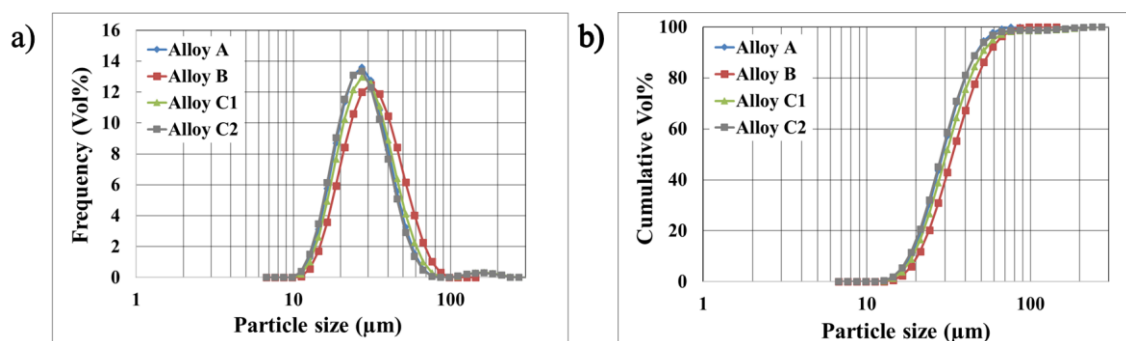 a)
Frequency (Vol%)
16
14
12
10
8
6
4
2
0
Alloy A
Alloy B
Alloy C1
Alloy C2
1
10
100
Particle size (µm)
b)
Cumulative Vol%
100
80
60
40
20
0
Alloy A
Alloy B
Alloy C1
Alloy C2
1
10
100
Particle size (µm)